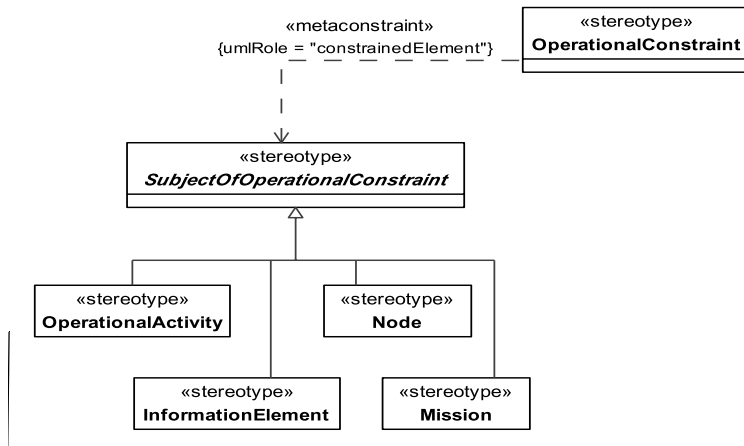 «metaconstraint»
{umlRole = "constrainedElement"}
«stereotype»
OperationalConstraint
«stereotype»
SubjectOfOperationalConstraint
«stereotype»
OperationalActivity
«stereotype»
Node
«stereotype»
InformationElement
«stereotype»
Mission